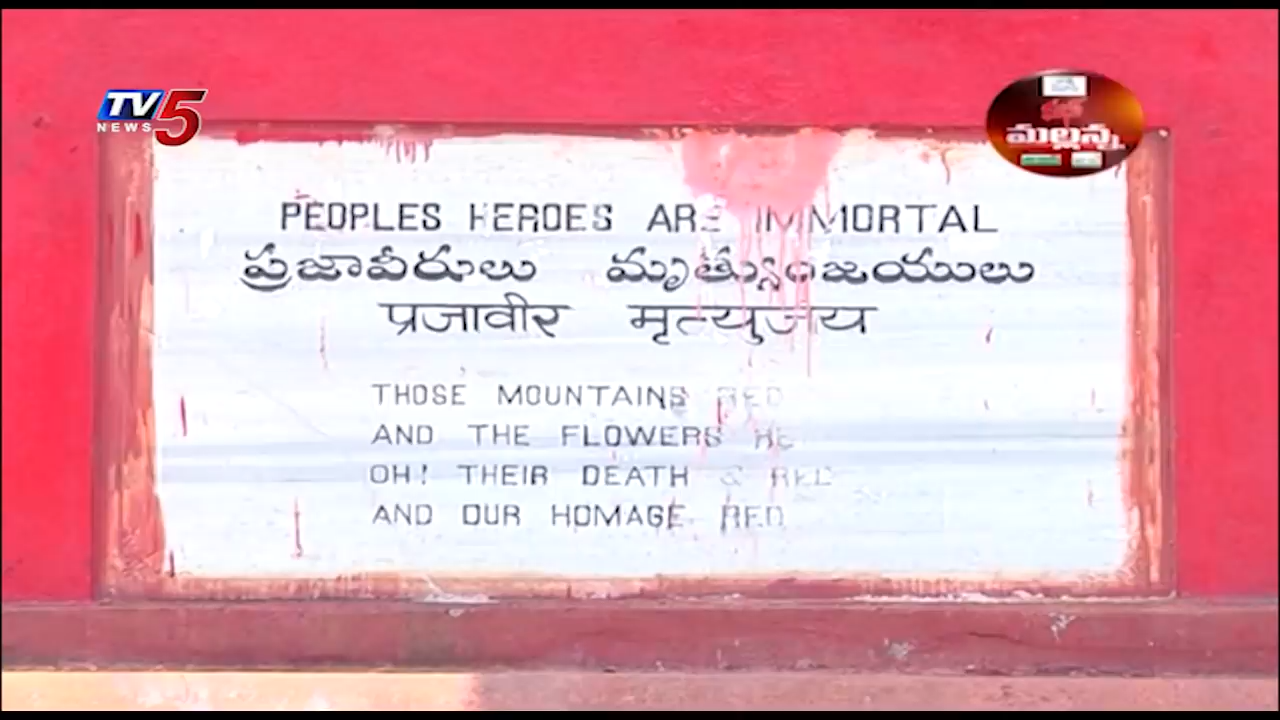 TV5
NEWS
మల్లన్న
PEOPLES HEROES ARE IMMORTAL
ప్రజావీరులు మృత్యుంజయులు
प्रजावीर मृत्युजय
THOSE MOUNTAINS RED
AND THE FLOWERS
OH! THEIR DEATH & RED
AND OUR HOMAGE RED